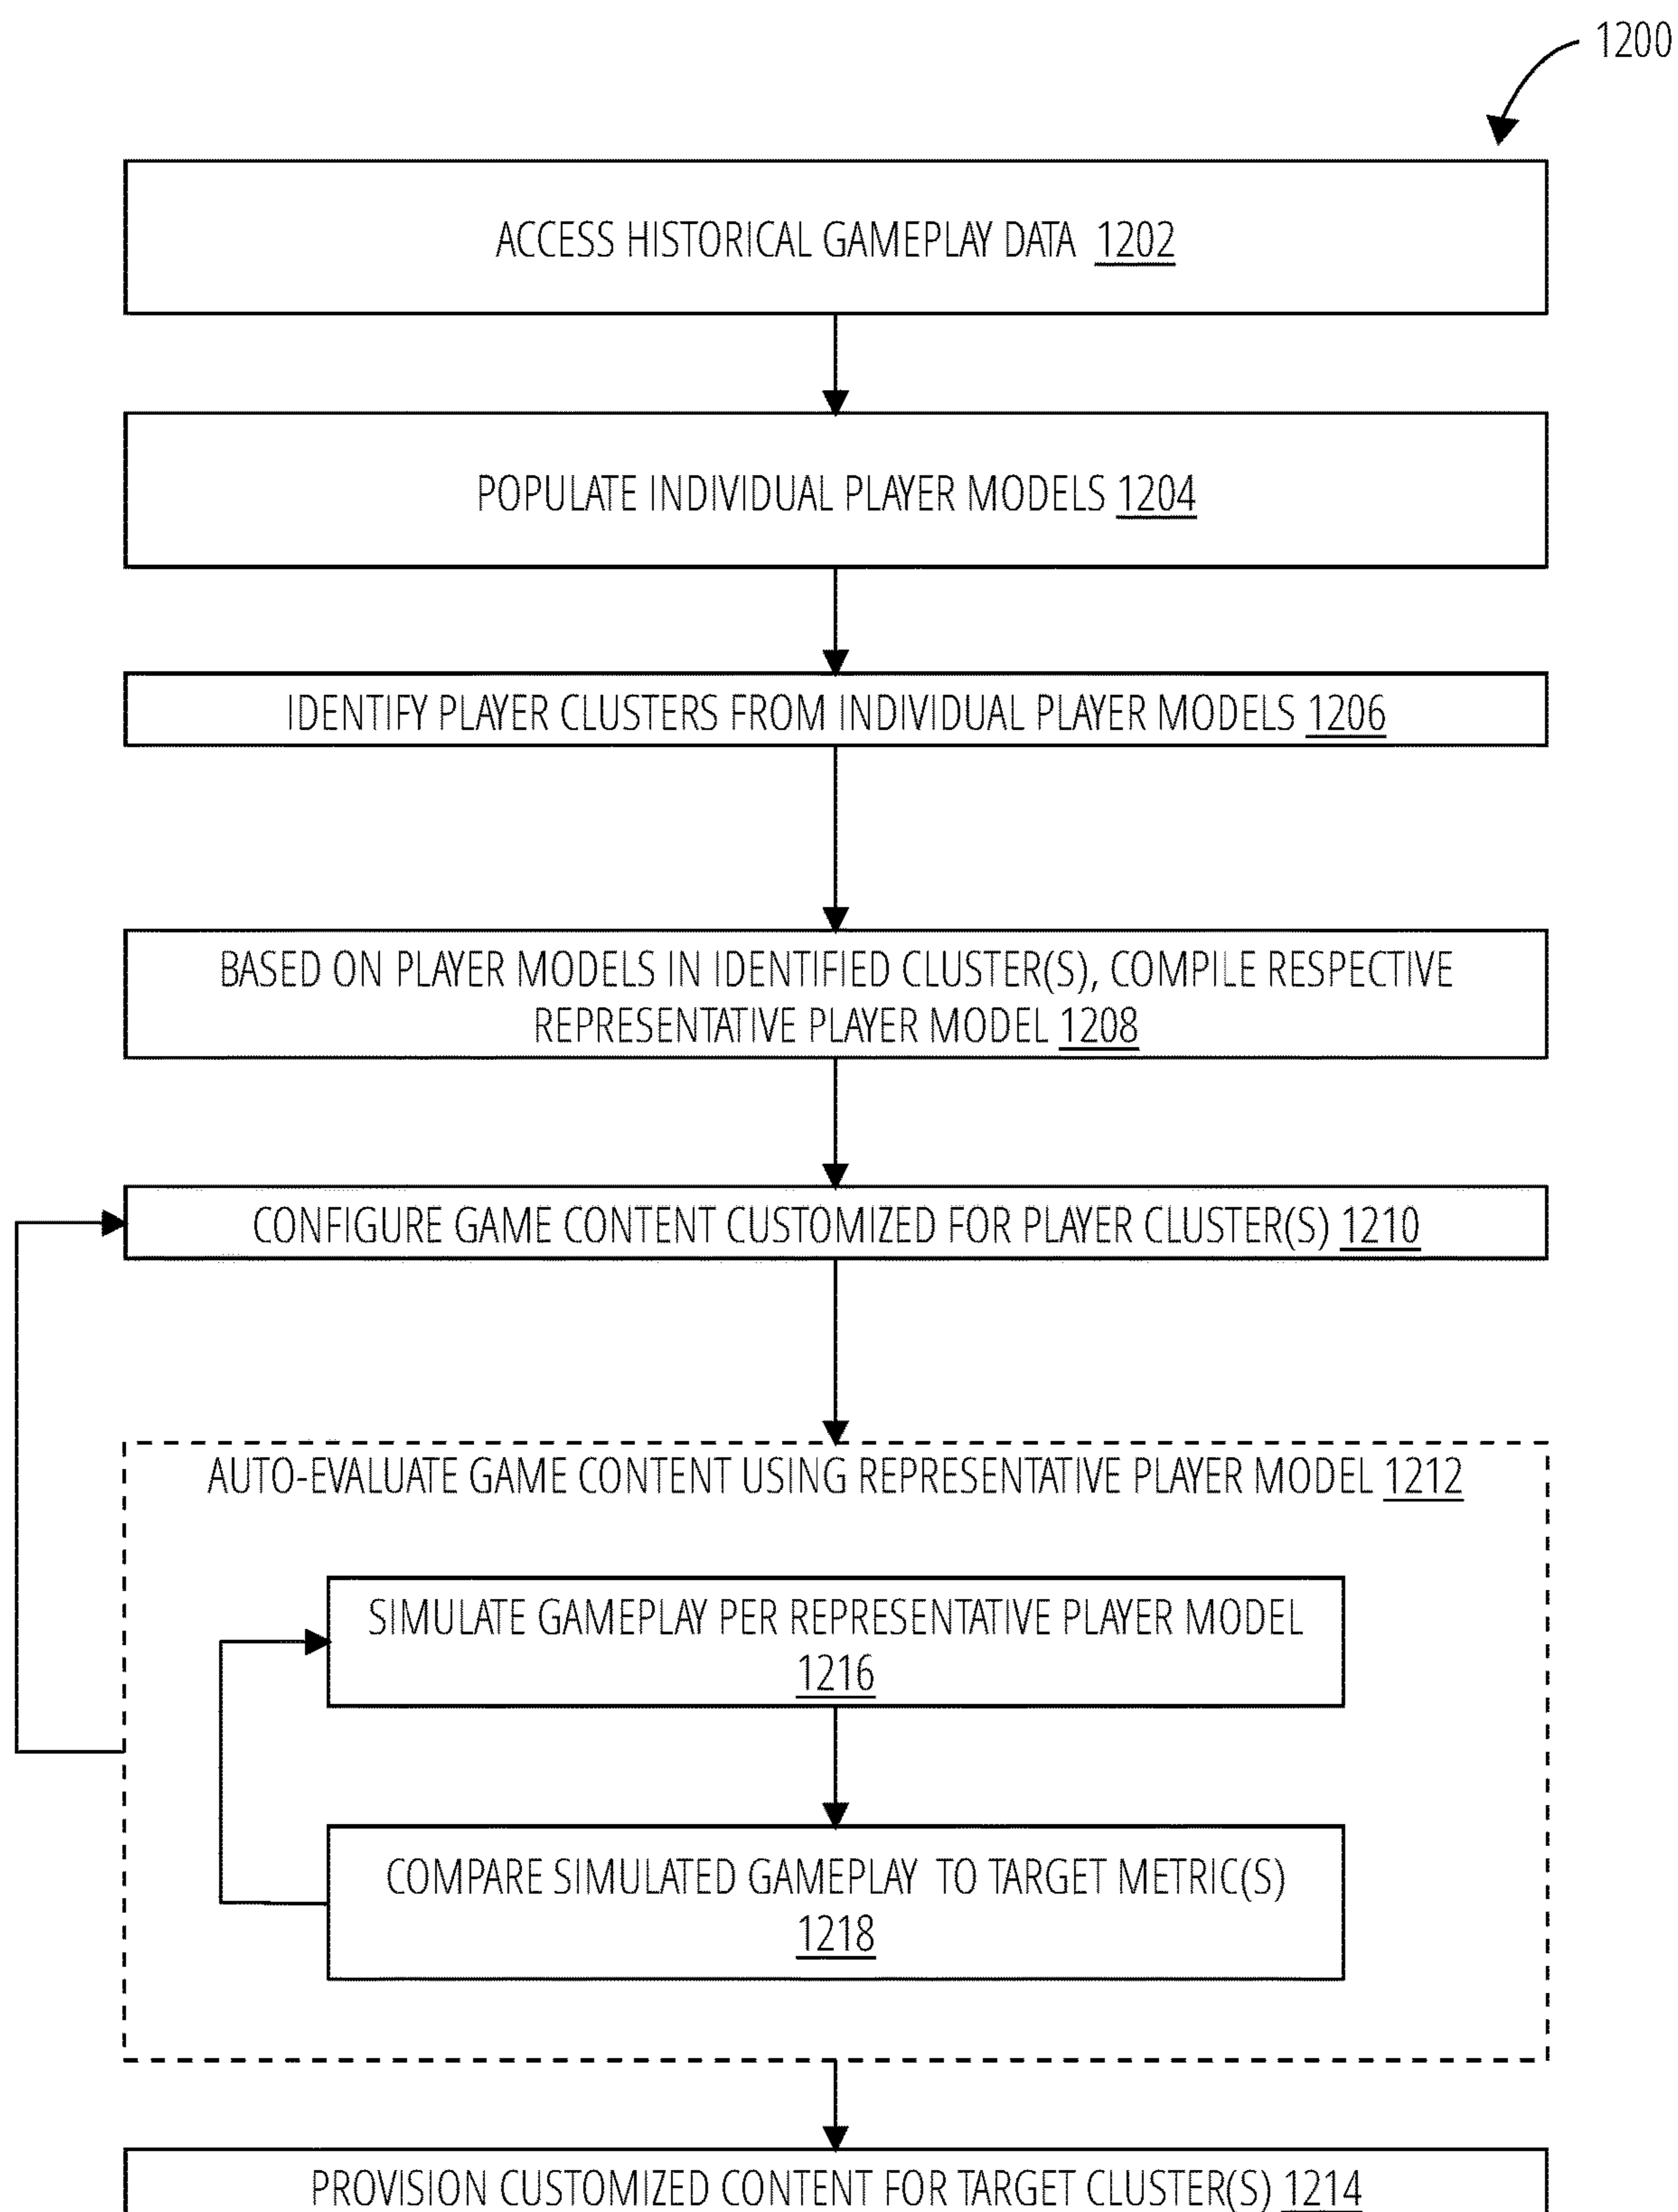 1200
ACCESS HISTORICAL GAMEPLAY DATA 1202
POPULATE INDIVIDUAL PLAYER MODELS 1204
IDENTIFY PLAYER CLUSTERS FROM INDIVIDUAL PLAYER MODELS 1206
BASED ON PLAYER MODELS IN IDENTIFIED CLUSTER(S), COMPILE RESPECTIVE
REPRESENTATIVE PLAYER MODEL 1208
CONFIGURE GAME CONTENT CUSTOMIZED FOR PLAYER CLUSTER(S) 1210
AUTO-EVALUATE GAME CONTENT USING REPRESENTATIVE PLAYER MODEL 1212
SIMULATE GAMEPLAY PER REPRESENTATIVE PLAYER MODEL
1216
COMPARE SIMULATED GAMEPLAY TO TARGET METRIC(S)
1218
PROVISION CUSTOMIZED CONTENT FOR TARGET CLUSTER(S) 1214